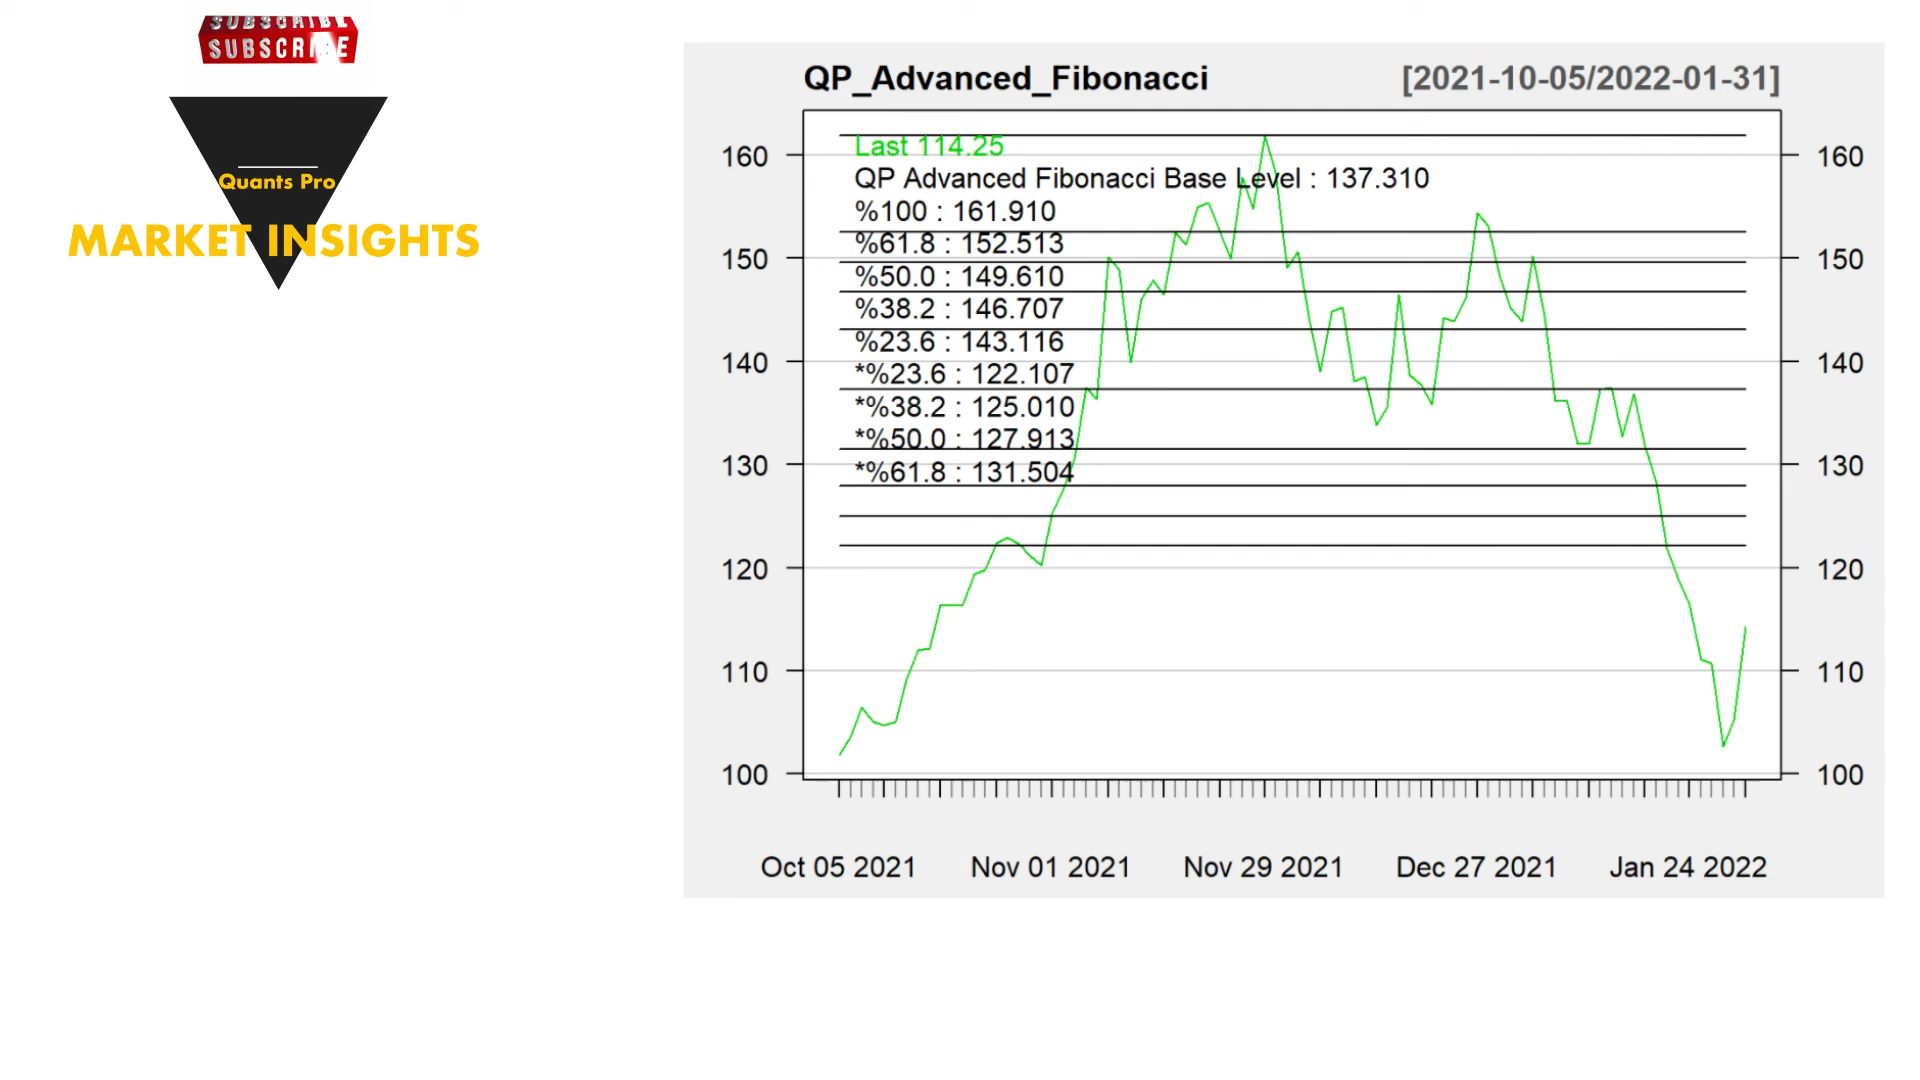 SUBSCRIBE
SUBSCRIBE
Quants Pro
MARKET INSIGHTS
QP_Advanced_Fibonacci [2021-10-05/2022-01-31]
Last 114.25
QP Advanced Fibonacci Base Level : 137.310
%100 : 161.910
%61.8 : 152.513
%50.0 : 149.610
%38.2 : 146.707
%23.6 : 143.116
*%23.6 : 122.107
*%38.2 : 125.010
*%50.0 : 127.913
*%61.8 : 131.504
160 160
150 150
140 140
130 130
120 120
110 110
100 100
Oct 05 2021 Nov 01 2021 Nov 29 2021 Dec 27 2021 Jan 24 2022